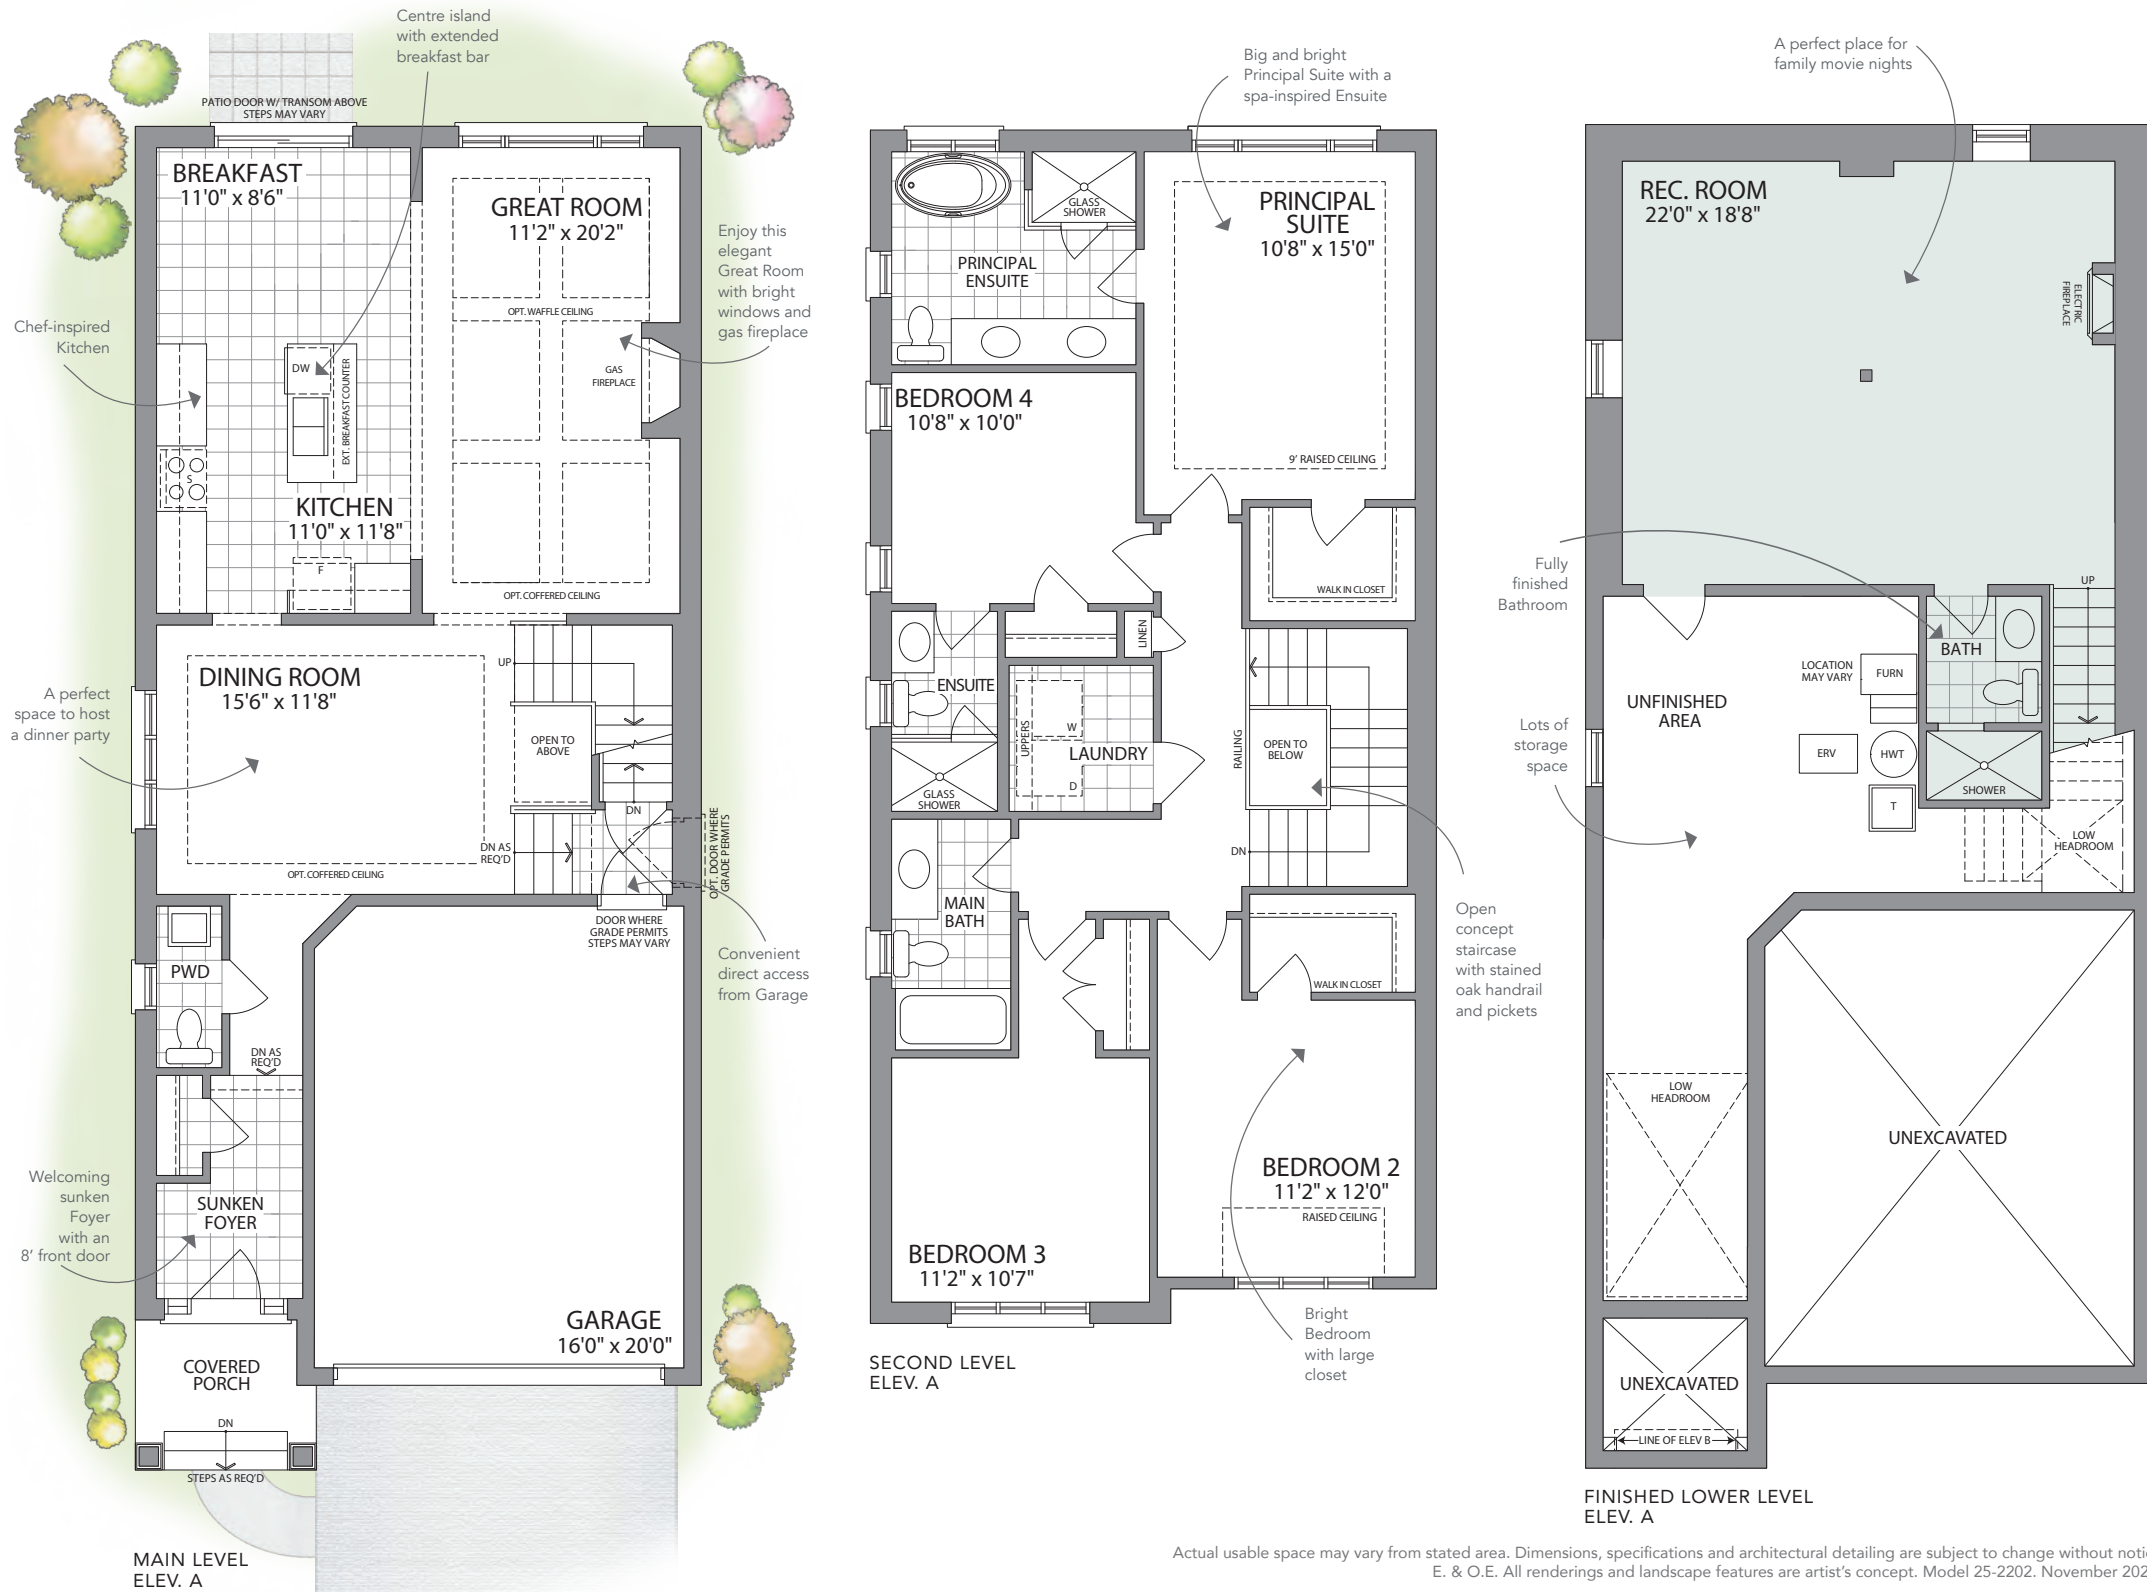 Centre island
with extended
breakfast bar
PATIO DOOR W/ TRANSOM ABOVE
STEPS MAY VARY
BREAKFAST
11'0" x 8'6"
GREAT ROOM
11'2" x 20'2"
Enjoy this
elegant
Great Room
with bright
windows and
gas fireplace
OPT. WAFFLE CEILING
Chef-inspired
Kitchen
DW
EXT. BREAKFAST COUNTER
GAS
FIREPLACE
S
KITCHEN
11'0" x 11'8"
F
OPT. COFFERED CEILING
DINING ROOM
15'6" x 11'8"
UP
A perfect
space to host
a dinner party
OPEN TO
ABOVE
DN
DN AS
REQ'D
OPT. DOOR WHERE
GRADE PERMITS
OPT. COFFERED CEILING
DOOR WHERE
GRADE PERMITS
STEPS MAY VARY
Convenient
direct access
from Garage
PWD
DN AS
REQ'D
Welcoming
sunken
Foyer
with an
8' front door
SUNKEN
FOYER
GARAGE
16'0" x 20'0"
COVERED
PORCH
DN
STEPS AS REQ'D
MAIN LEVEL
ELEV. A
Big and bright
Principal Suite with a
spa-inspired Ensuite
GLASS
SHOWER
PRINCIPAL
SUITE
10'8" x 15'0"
PRINCIPAL
ENSUITE
BEDROOM 4
10'8" x 10'0"
9' RAISED CEILING
WALK IN CLOSET
LINEN
ENSUITE
UPPERS
W
LAUNDRY
D
RAILING
OPEN TO
BELOW
GLASS
SHOWER
DN
MAIN
BATH
WALK IN CLOSET
Open
concept
staircase
with stained
oak handrail
and pickets
BEDROOM 2
11'2" x 12'0"
RAISED CEILING
BEDROOM 3
11'2" x 10'7"
Bright
Bedroom
with large
closet
SECOND LEVEL
ELEV. A
A perfect place for
family movie nights
REC. ROOM
22'0" x 18'8"
ELECTRIC
FIREPLACE
Fully
finished
Bathroom
UP
BATH
LOCATION
MAY VARY
FURN
UNFINISHED
AREA
Lots of
storage
space
ERV
HWT
SHOWER
T
LOW
HEADROOM
LOW
HEADROOM
UNEXCAVATED
UNEXCAVATED
LINE OF ELEV B
FINISHED LOWER LEVEL
ELEV. A
Actual usable space may vary from stated area. Dimensions, specifications and architectural detailing are subject to change without
E. & O.E. All renderings and landscape features are artist's concept. Model 25-2202. November